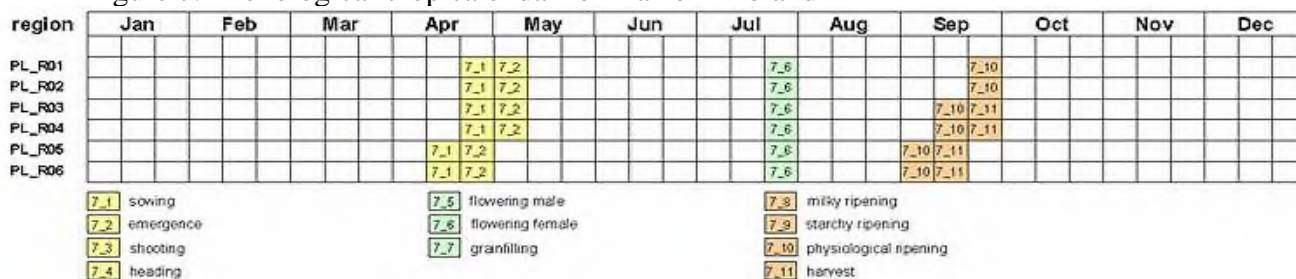 region Jan Feb Mar Apr May Jun Jul Aug Sep Oct Nov Dec
PL_R01 7_1 7_2 7_6 7_10
PL_R02 7_1 7_2 7_6 7_10
PL_R03 7_1 7_2 7_6 7_10 7_11
PL_R04 7_1 7_2 7_6 7_10 7_11
PL_R05 7_1 7_2 7_6 7_10 7_11
PL_R06 7_1 7_2 7_6 7_10 7_11
7_1 sowing 7_5 flowering male 7_8 milky ripening
7_2 emergence 7_6 flowering female 7_9 starchy ripening
7_3 shooting 7_7 granfilling 7_10 physiological ripening
7_4 heading 7_11 harvest